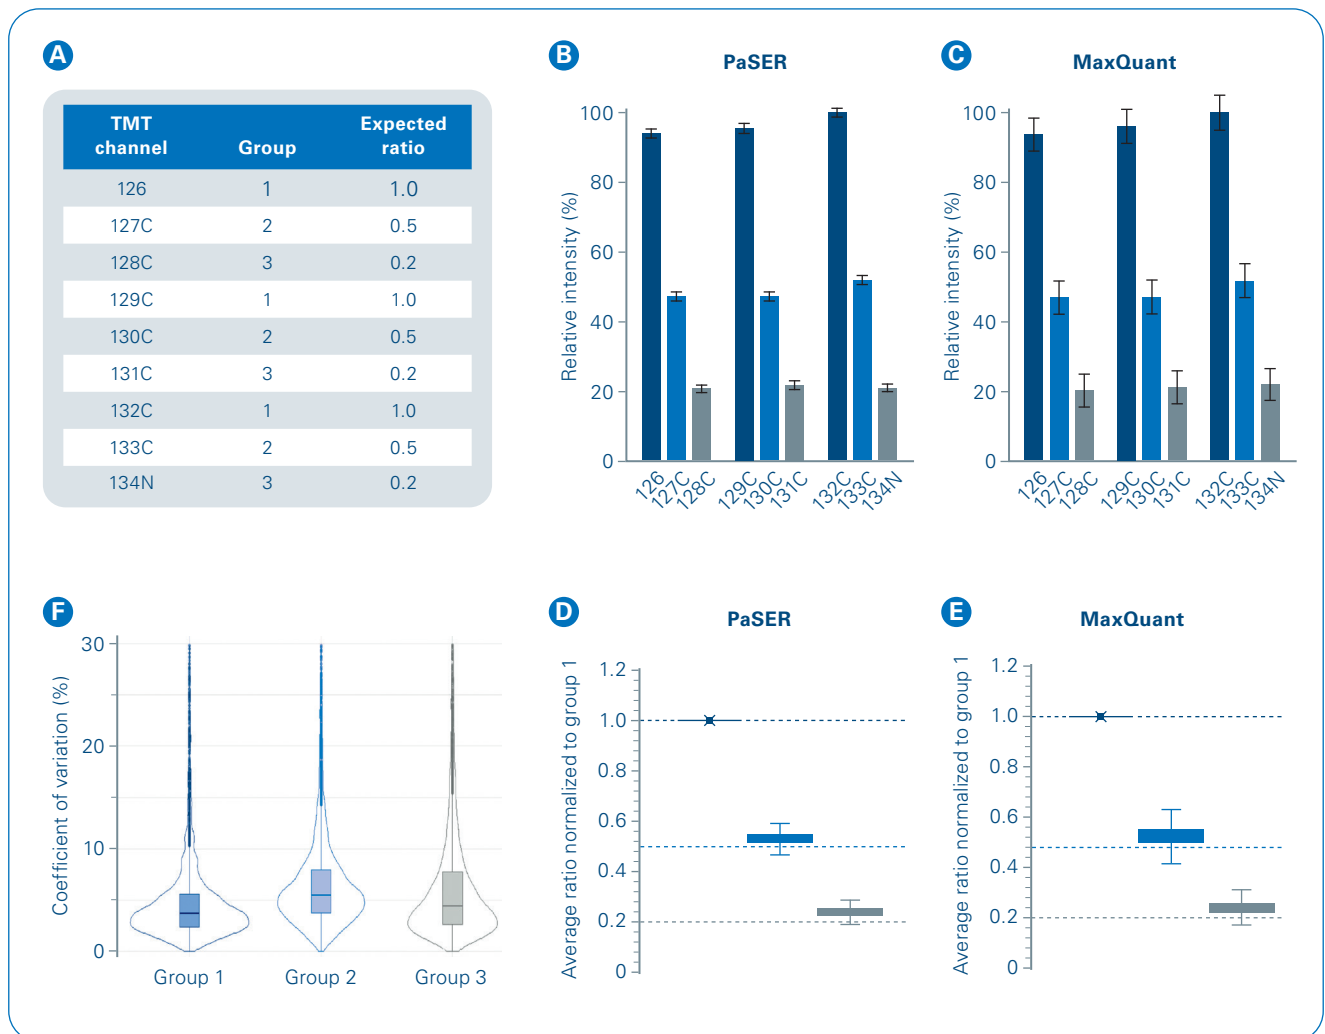 A
TMT channel Group Expected ratio
126 1 1.0
127C 2 0.5
128C 3 0.2
129C 1 1.0
130C 2 0.5
131C 3 0.2
132C 1 1.0
133C 2 0.5
134N 3 0.2
B
PaSER
Relative intensity (%)
100
80
60
40
20
0
126 127C 128C 129C 130C 131C 132C 133C 134N
C
MaxQuant
Relative intensity (%)
100
80
60
40
20
0
126 127C 128C 129C 130C 131C 132C 133C 134N
F
Coefficient of variation (%)
30
20
10
0
Group 1 Group 2 Group 3
D
PaSER
Average ratio normalized to group 1
1.2
1.0
0.8
0.6
0.4
0.2
0
E
MaxQuant
Average ratio normalized to group 1
1.2
1.0
0.8
0.6
0.4
0.2
0